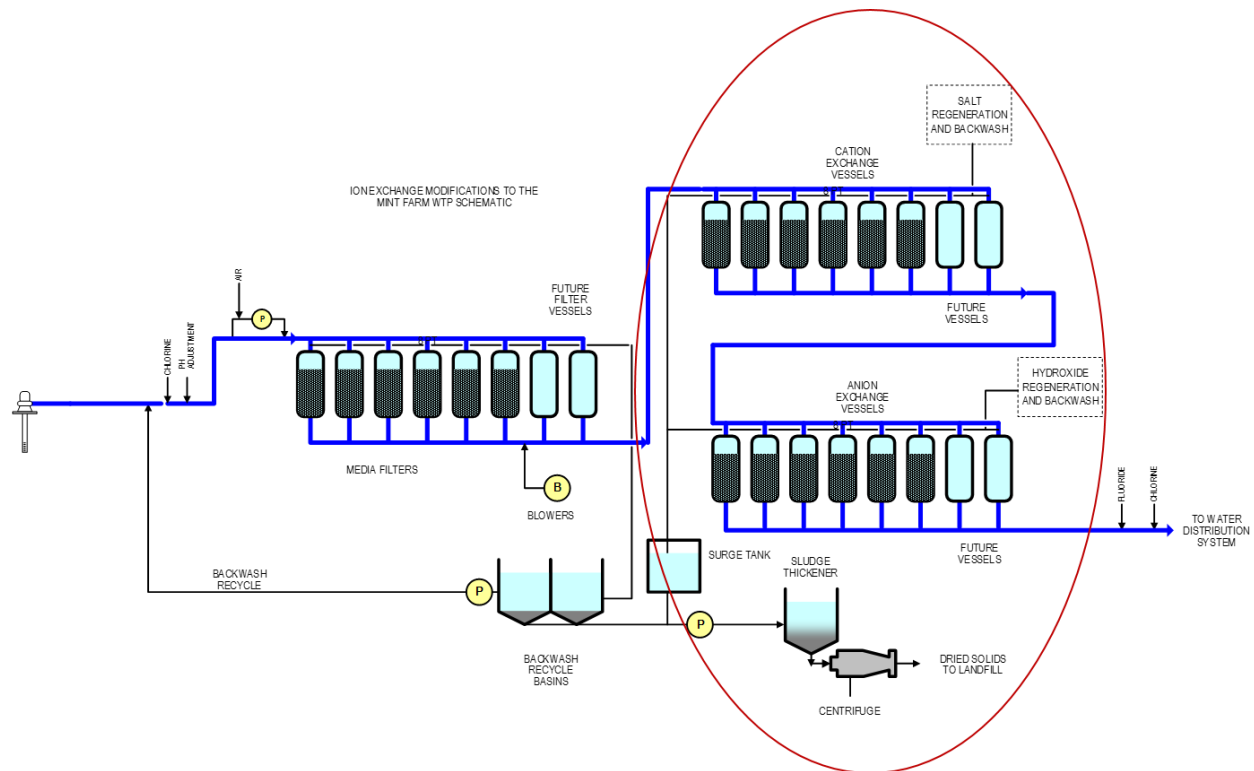 SALT
REGENERATION
AND BACKWASH
CATION
EXCHANGE
VESSELS
ION EXCHANGE MODIFICATIONS TO THE
MINT FARM WTP SCHEMATIC
AIR
P
FUTURE
FILTER
VESSELS
FUTURE
VESSELS
CHLORINE
PH
ADJUSTMENT
HYDROXIDE
REGENERATION
AND BACKWASH
ANION
EXCHANGE
VESSELS
MEDIA FILTERS
B
BLOWERS
FLUORIDE
CHLORINE
TO WATER
DISTRIBUTION
SYSTEM
FUTURE
VESSELS
SURGE TANK
SLUDGE
THICKENER
BACKWASH
RECYCLE
P
P
BACKWASH
RECYCLE
BASINS
DRIED SOLIDS
TO LANDFILL
CENTRIFUGE